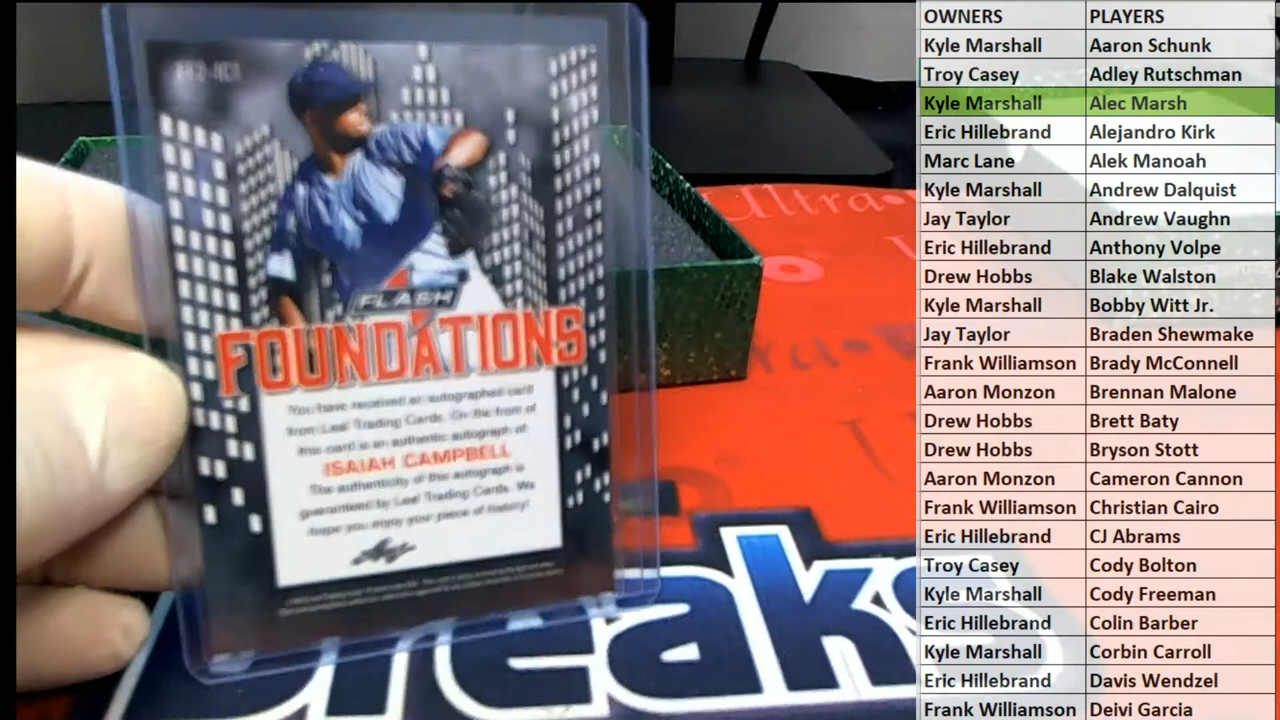 FLASH
FOUNDATIONS
You have received an autographed card
from Leaf Trading Cards. On the front of
this card is an authentic autograph of:
ISAIAH CAMPBELL
The authenticity of the autograph is
guaranteed by Leaf Trading Cards. We
hope you enjoy your piece of history!
Leaf
Ultra
Breaks
OWNERS PLAYERS
Kyle Marshall Aaron Schunk
Troy Casey Adley Rutschman
Kyle Marshall Alec Marsh
Eric Hillebrand Alejandro Kirk
Marc Lane Alek Manoah
Kyle Marshall Andrew Dalquist
Jay Taylor Andrew Vaughn
Eric Hillebrand Anthony Volpe
Drew Hobbs Blake Walston
Kyle Marshall Bobby Witt Jr.
Jay Taylor Braden Shewmake
Frank Williamson Brady McConnell
Aaron Monzon Brennan Malone
Drew Hobbs Brett Baty
Drew Hobbs Bryson Stott
Aaron Monzon Cameron Cannon
Frank Williamson Christian Cairo
Eric Hillebrand CJ Abrams
Troy Casey Cody Bolton
Kyle Marshall Cody Freeman
Eric Hillebrand Colin Barber
Kyle Marshall Corbin Carroll
Eric Hillebrand Davis Wendzel
Frank Williamson Deivi Garcia